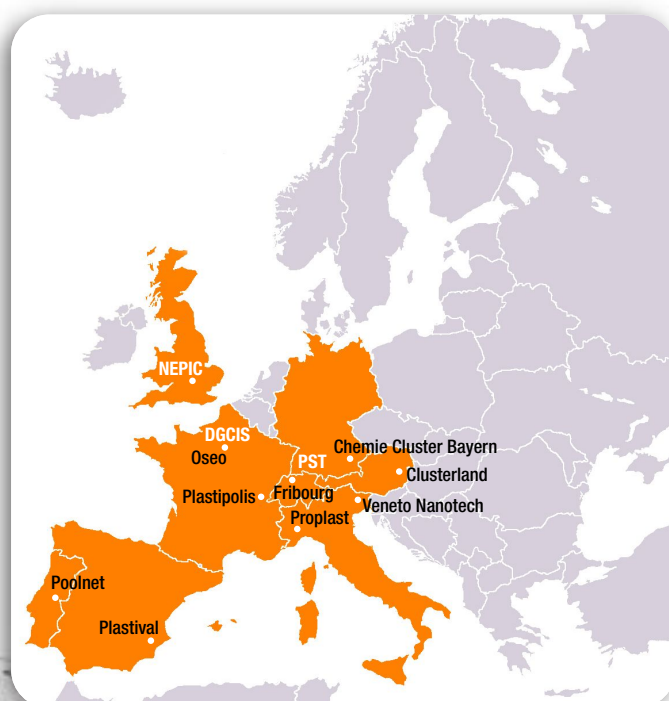 NEPIC
DGCIS
Oseo
Chemie Cluster Bayern
PST
Clusterland
Fribourg
Plastipolis
Veneto Nanotech
Proplast
Poolnet
Plastival